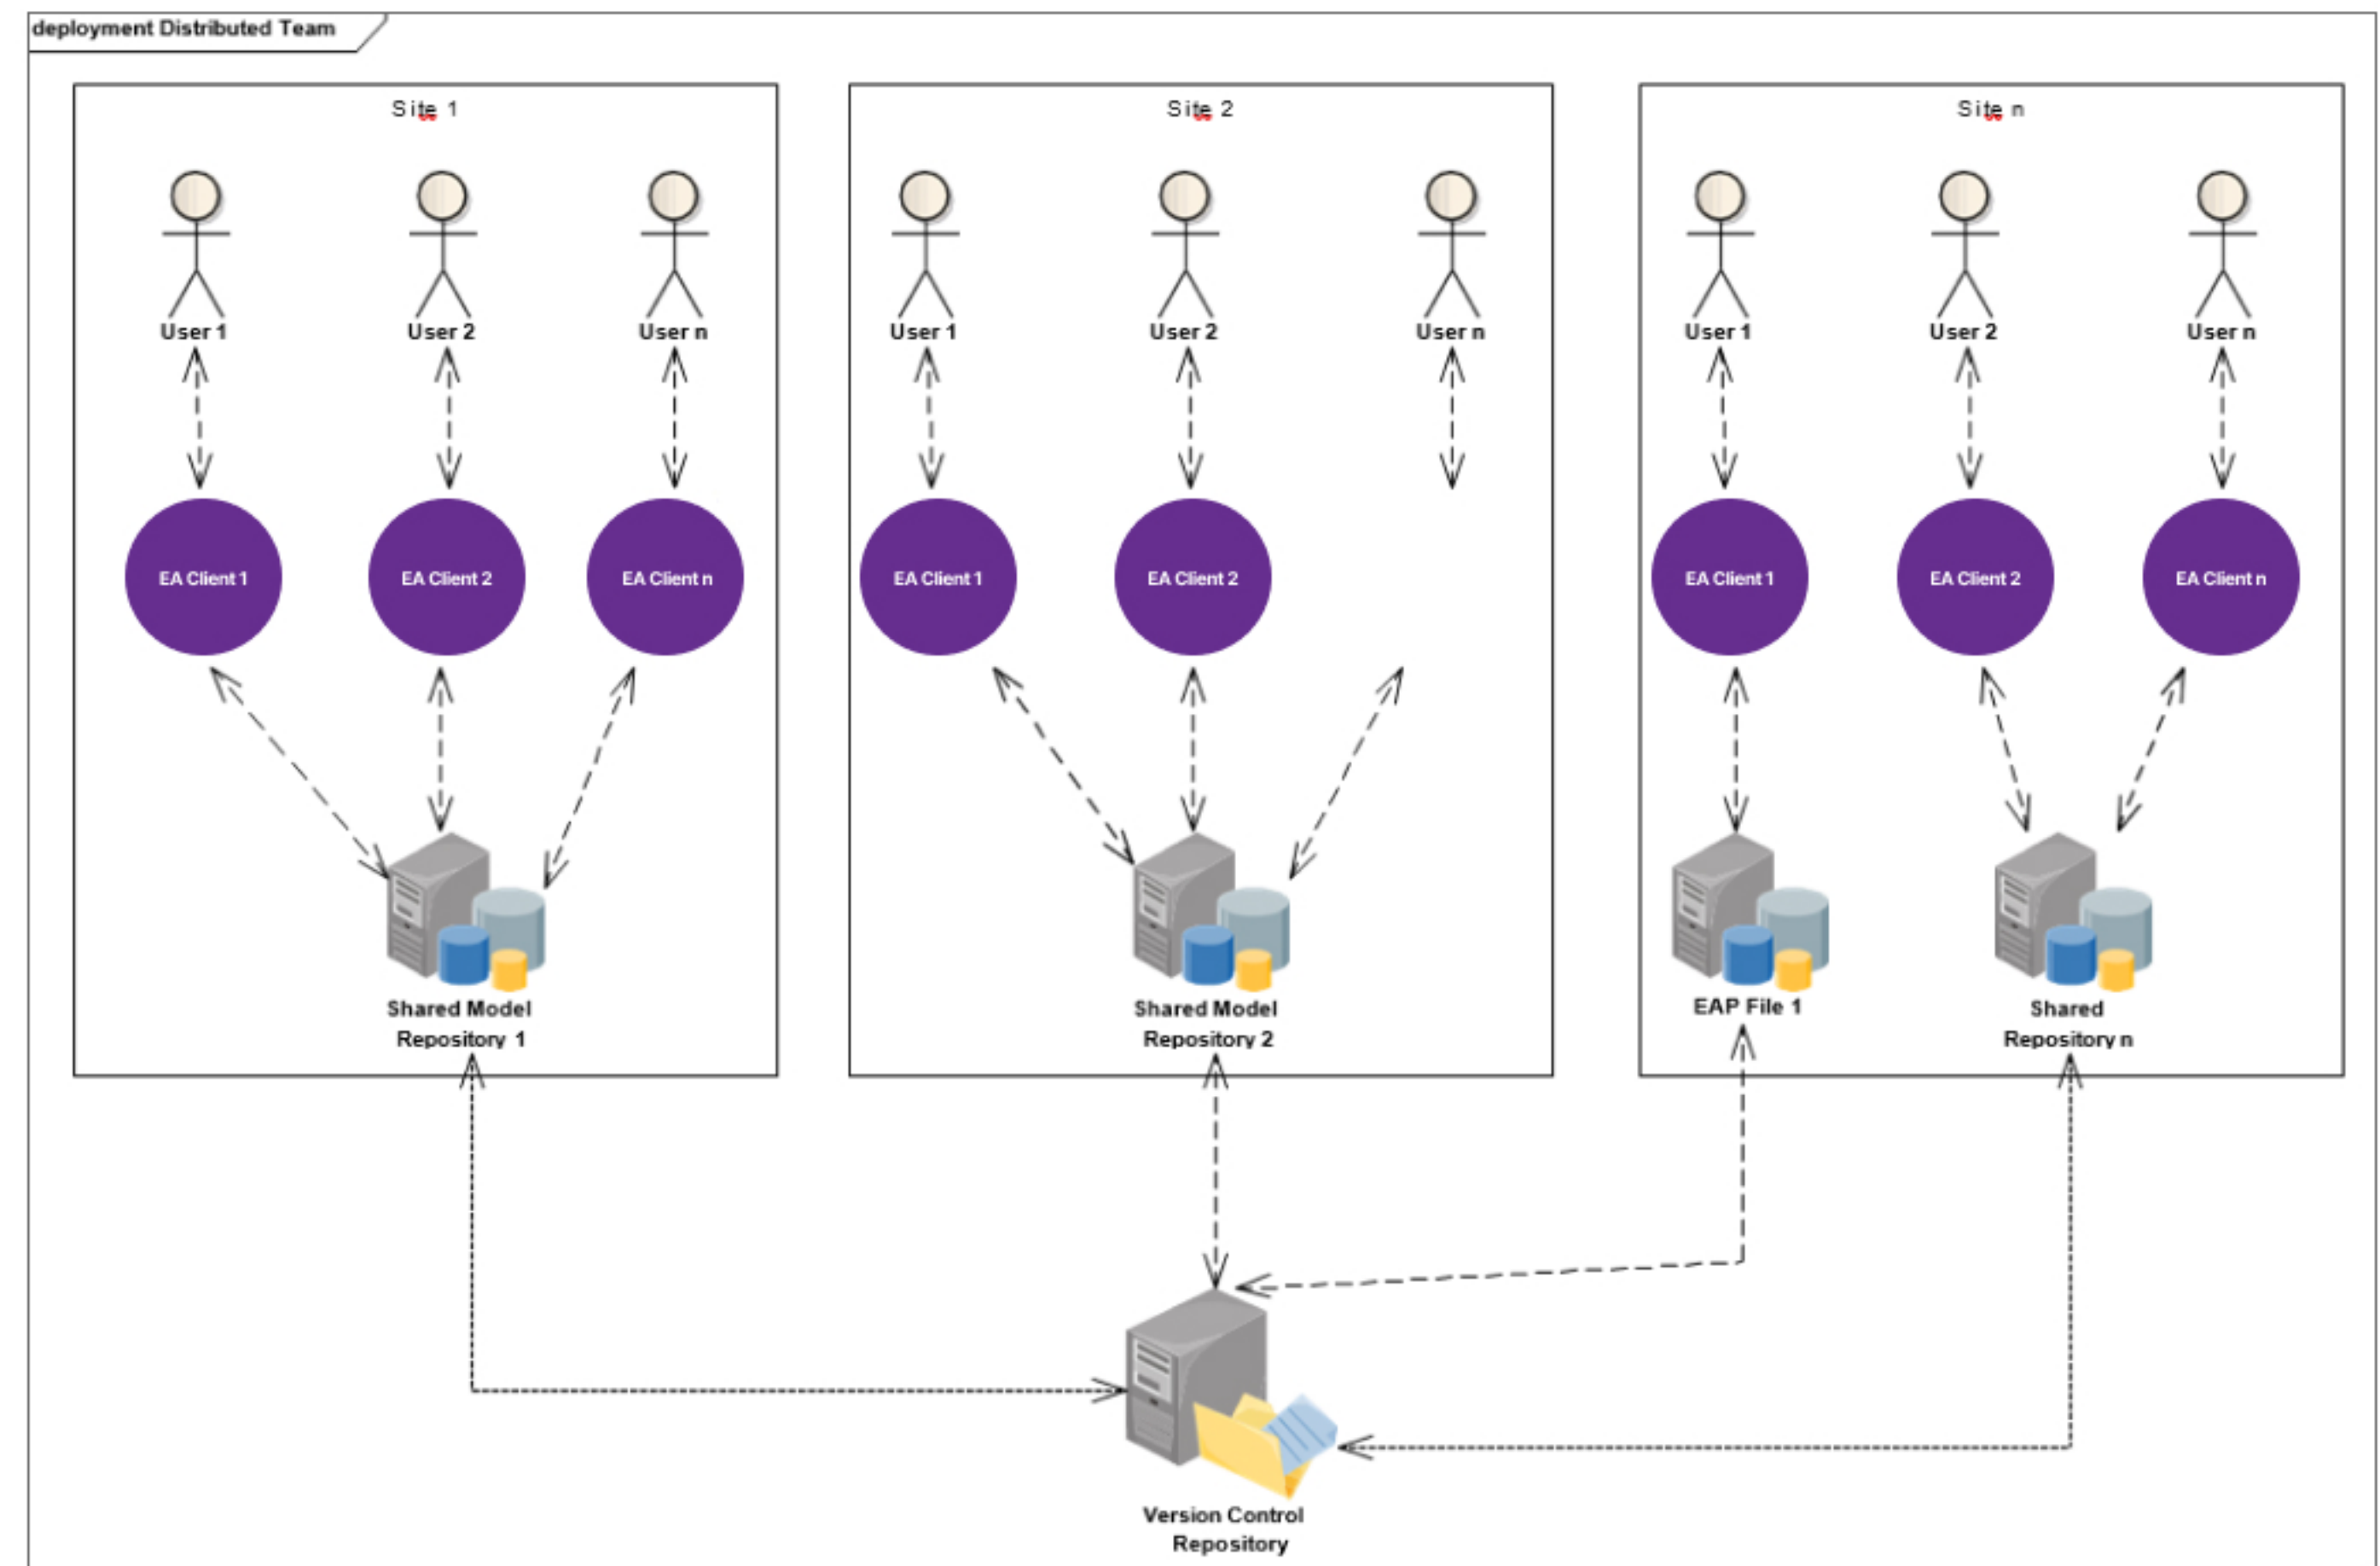 deployment Distributed Team
Site 1
Site 2
Site n
User 1
User 2
User n
User 1
User 2
User n
User 1
User 2
User n
EA Client 1
EA Client 2
EA Client n
EA Client 1
EA Client 2
EA Client 1
EA Client 2
EA Client n
Shared Model
Repository 1
Shared Model
Repository 2
EAP File 1
Shared
Repository n
Version Control
Repository